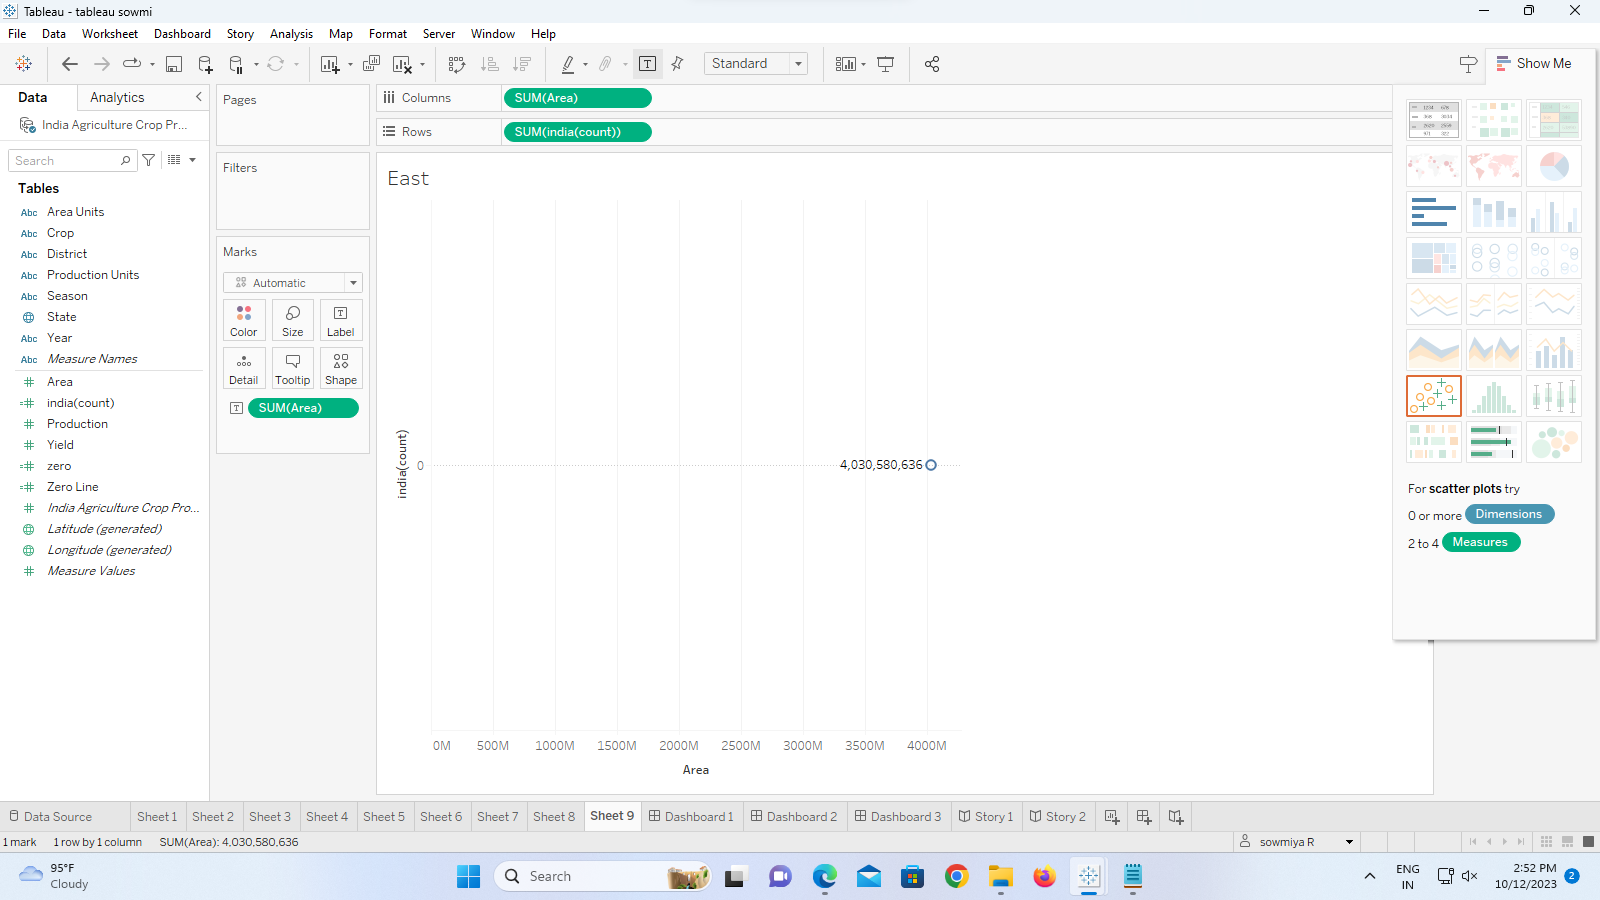 Tableau - tableau sowmi
File Data Worksheet Dashboard Story Analysis Map Format Server Window Help
Standard
Show Me
Data Analytics
India Agriculture Crop Pr...
Search
Tables
Abc Area Units
Abc Crop
Abc District
Abc Production Units
Abc Season
State
Abc Year
Abc Measure Names
# Area
=# india(count)
# Production
# Yield
=# zero
=# Zero Line
# India Agriculture Crop Pro...
Latitude (generated)
Longitude (generated)
# Measure Values
Pages
Filters
Marks
Automatic
Color Size Label
Detail Tooltip Shape
SUM(Area)
Columns SUM(Area)
Rows SUM(india(count))
East
india(count)
0
4,030,580,636
0M 500M 1000M 1500M 2000M 2500M 3000M 3500M 4000M
Area
For scatter plots try
0 or more Dimensions
2 to 4 Measures
Data Source Sheet 1 Sheet 2 Sheet 3 Sheet 4 Sheet 5 Sheet 6 Sheet 7 Sheet 8 Sheet 9 Dashboard 1 Dashboard 2 Dashboard 3 Story 1 Story 2
1 mark 1 row by 1 column SUM(Area): 4,030,580,636
sowmiya R
95°F
Cloudy
Search
ENG
IN
2:52 PM
10/12/2023
2